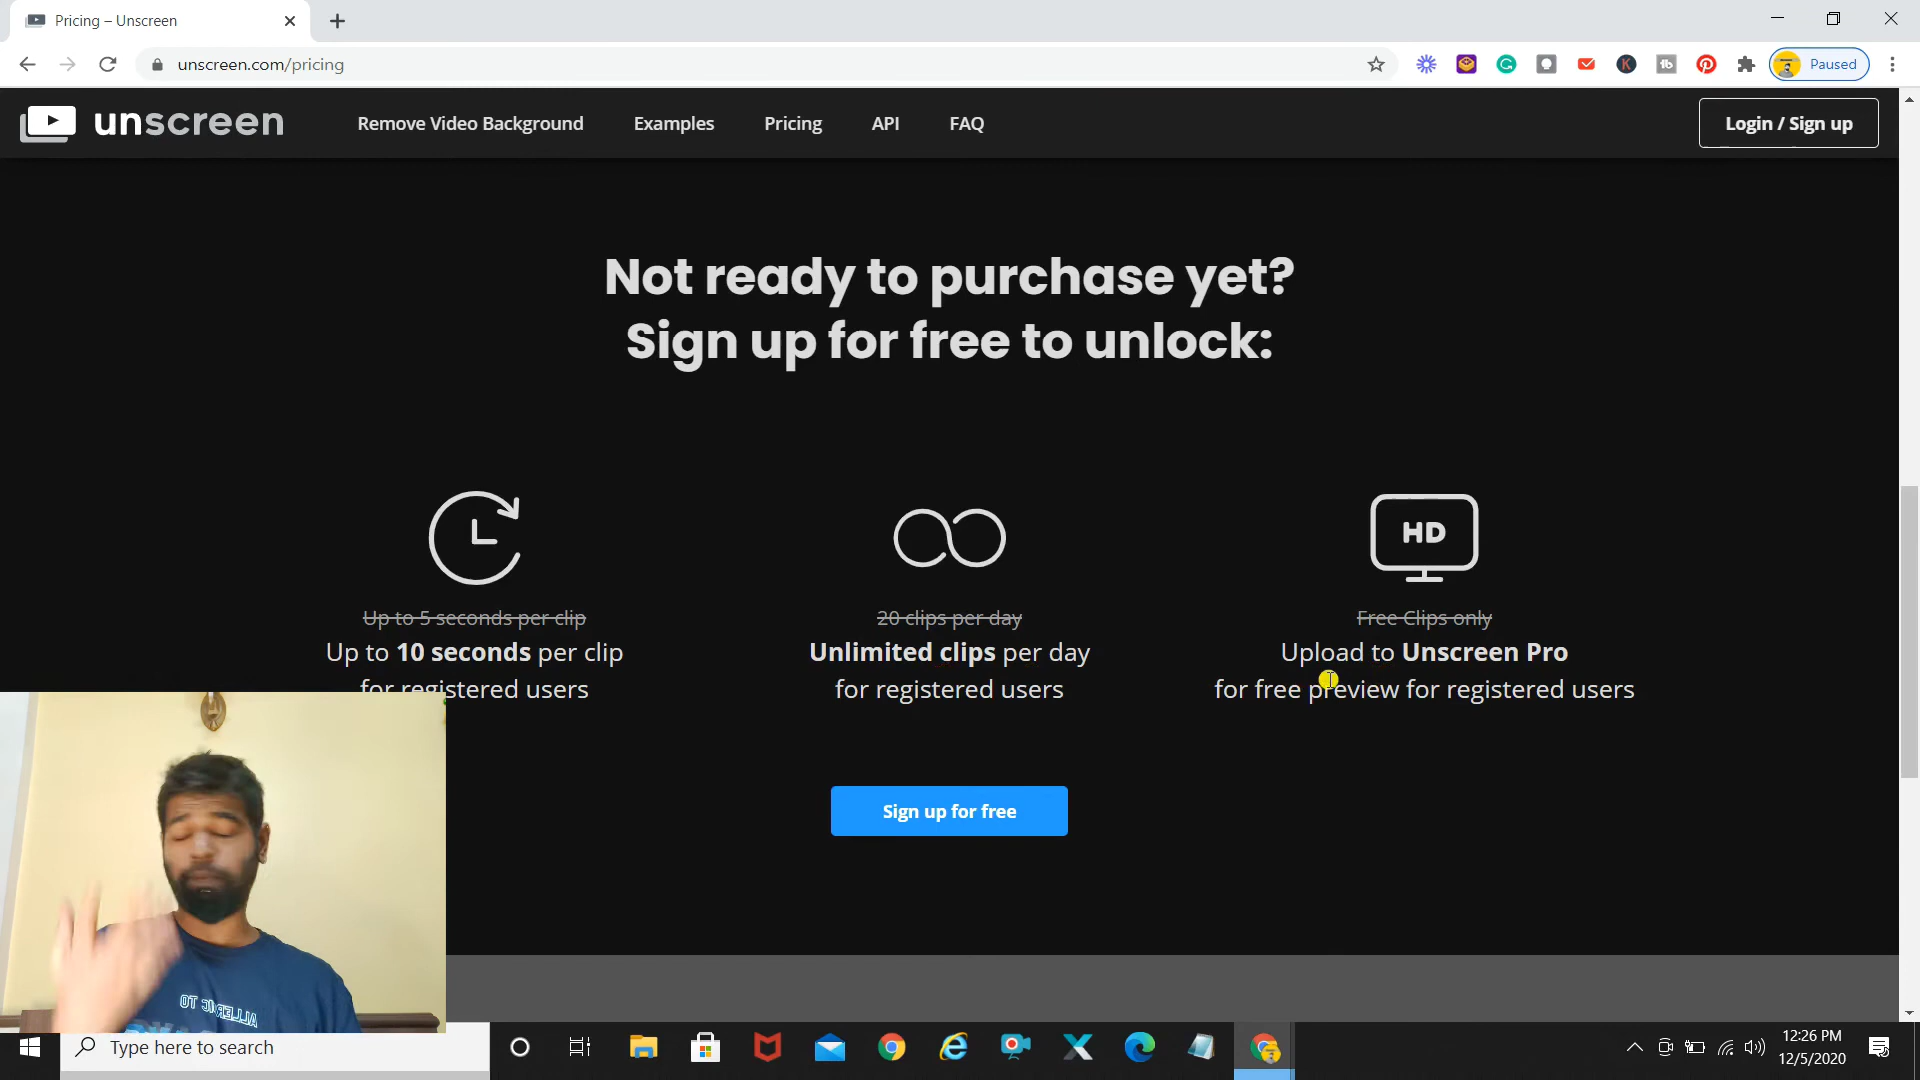 Pricing – Unscreen
unscreen.com/pricing
Paused
unscreen
Remove Video Background
Examples
Pricing
API
FAQ
Login / Sign up
Not ready to purchase yet?
Sign up for free to unlock:
HD
Up to 5 seconds per clip
Up to 10 seconds per clip
for registered users
20 clips per day
Unlimited clips per day
for registered users
Free Clips only
Upload to Unscreen Pro
for free preview for registered users
Sign up for free
ALLERGIC TO
Type here to search
12:26 PM
12/5/2020